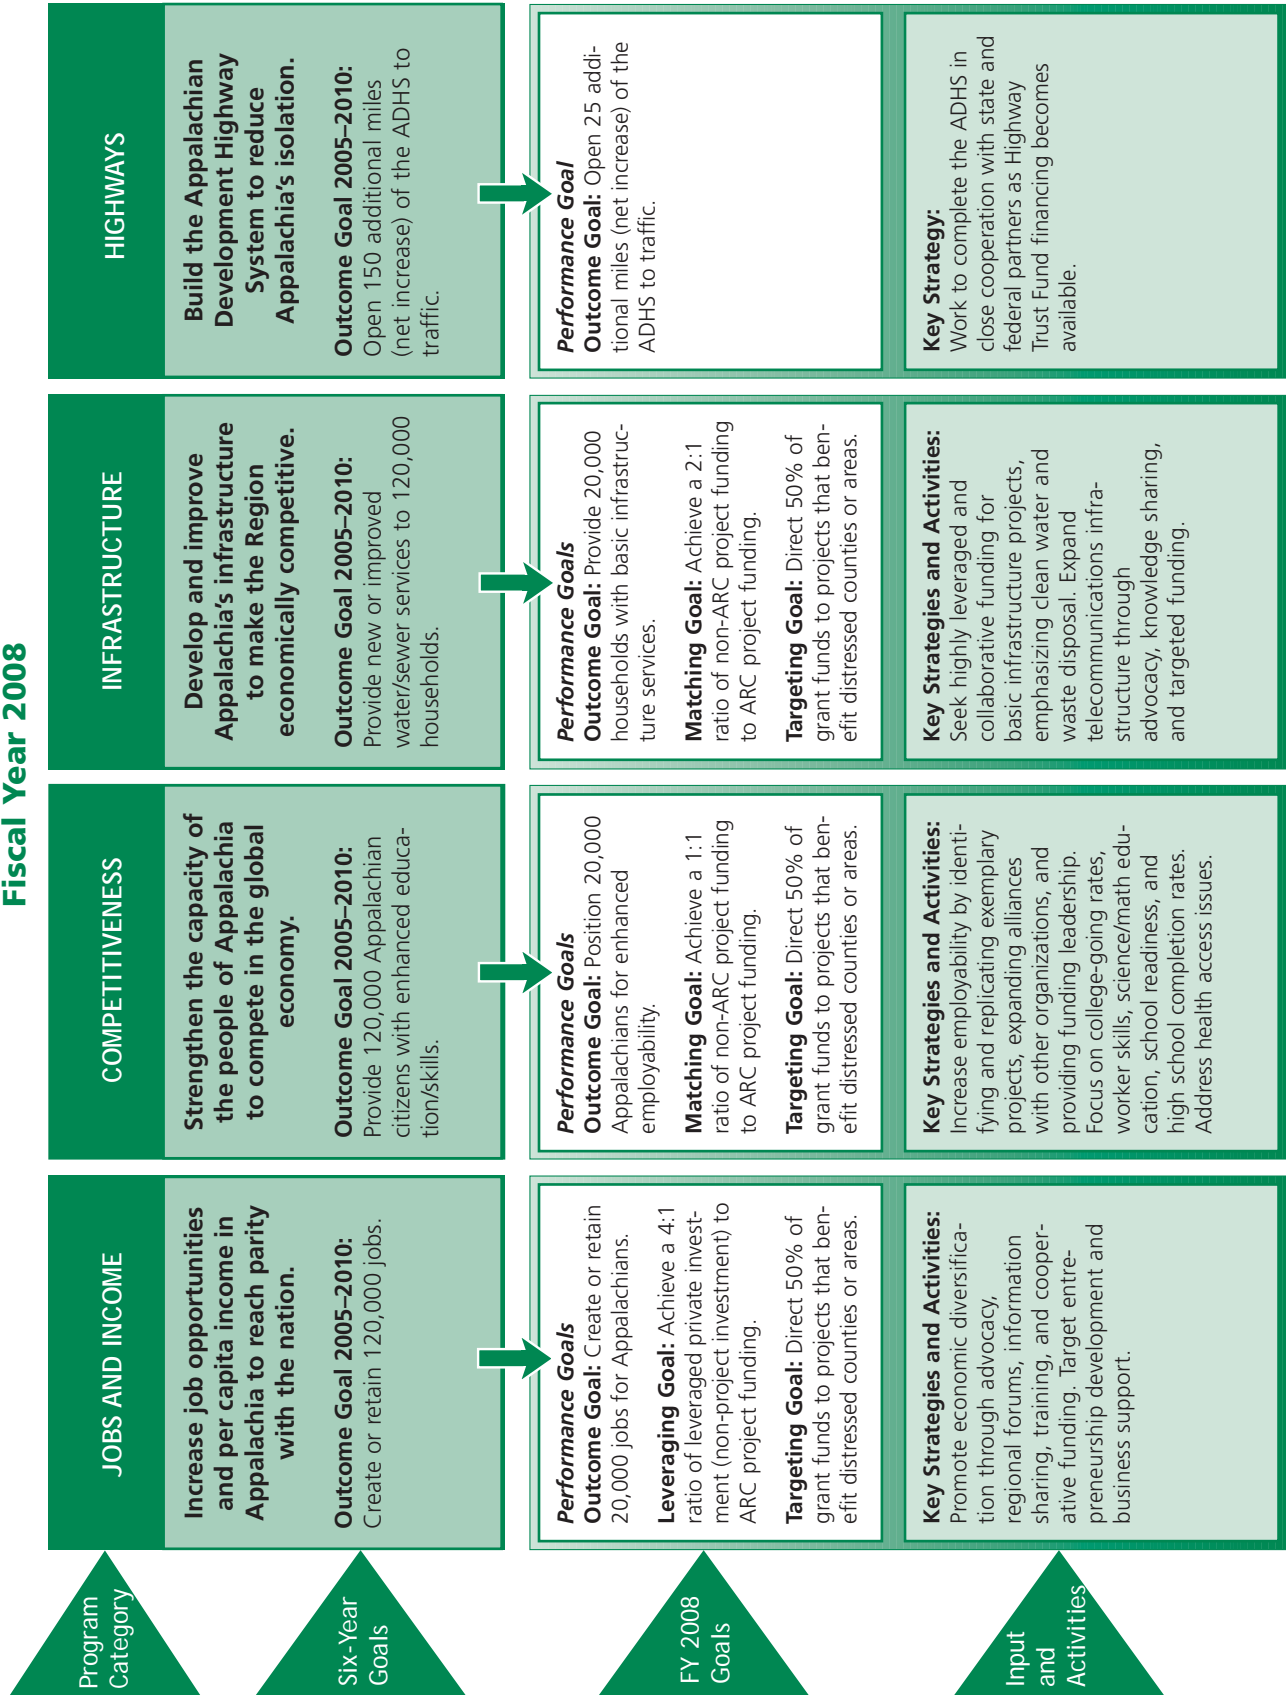 Fiscal Year 2008
Program
Category
JOBS AND INCOME
COMPETITIVENESS
INFRASTRUCTURE
HIGHWAYS
Six-Year
Goals
Increase job opportunities
and per capita income in
Appalachia to reach parity
with the nation.
Outcome Goal 2005–2010:
Create or retain 120,000 jobs.
Strengthen the capacity of
the people of Appalachia
to compete in the global
economy.
Outcome Goal 2005–2010:
Provide 120,000 Appalachian
citizens with enhanced educa-
tion/skills.
Develop and improve
Appalachia’s infrastructure
to make the Region
economically competitive.
Outcome Goal 2005–2010:
Provide new or improved
water/sewer services to 120,000
households.
Build the Appalachian
Development Highway
System to reduce
Appalachia’s isolation.
Outcome Goal 2005–2010:
Open 150 additional miles
(net increase) of the ADHS to
traffic.
FY 2008
Goals
Performance Goals
Outcome Goal: Create or retain
20,000 jobs for Appalachians.
Leveraging Goal: Achieve a 4:1
ratio of leveraged private invest-
ment (non-project investment) to
ARC project funding.
Targeting Goal: Direct 50% of
grant funds to projects that ben-
efit distressed counties or areas.
Performance Goals
Outcome Goal: Position 20,000
Appalachians for enhanced
employability.
Matching Goal: Achieve a 1:1
ratio of non-ARC project funding
to ARC project funding.
Targeting Goal: Direct 50% of
grant funds to projects that ben-
efit distressed counties or areas.
Performance Goals
Outcome Goal: Provide 20,000
households with basic infrastruc-
ture services.
Matching Goal: Achieve a 2:1
ratio of non-ARC project funding
to ARC project funding.
Targeting Goal: Direct 50% of
grant funds to projects that ben-
efit distressed counties or areas.
Performance Goal
Outcome Goal: Open 25 addi-
tional miles (net increase) of the
ADHS to traffic.
Input
and
Activities
Key Strategies and Activities:
Promote economic diversifica-
tion through advocacy,
regional forums, information
sharing, training, and cooper-
ative funding. Target entre-
preneurship development and
business support.
Key Strategies and Activities:
Increase employability by identi-
fying and replicating exemplary
projects, expanding alliances
with other organizations, and
providing funding leadership.
Focus on college-going rates,
worker skills, science/math edu-
cation, school readiness, and
high school completion rates.
Address health access issues.
Key Strategies and Activities:
Seek highly leveraged and
collaborative funding for
basic infrastructure projects,
emphasizing clean water and
waste disposal. Expand
telecommunications infra-
structure through
advocacy, knowledge sharing,
and targeted funding.
Key Strategy:
Work to complete the ADHS in
close cooperation with state and
federal partners as Highway
Trust Fund financing becomes
available.